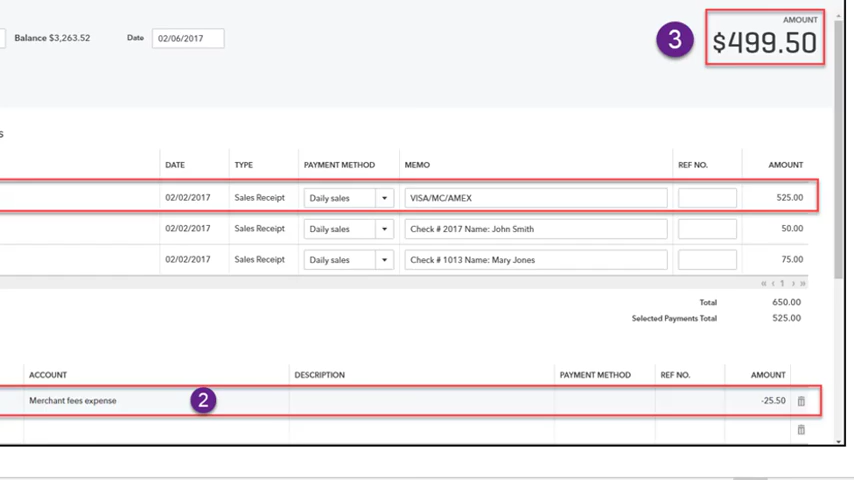 AMOUNT
3 $499.50
Balance $3,263.52 Date 02/06/2017
s
DATE TYPE PAYMENT METHOD MEMO REF NO. AMOUNT
02/02/2017 Sales Receipt Daily sales VISA/MC/AMEX 525.00
02/02/2017 Sales Receipt Daily sales Check # 2017 Name: John Smith 50.00
02/02/2017 Sales Receipt Daily sales Check # 1013 Name: Mary Jones 75.00
« ‹ 1 › »
Total 650.00
Selected Payments Total 525.00
ACCOUNT DESCRIPTION PAYMENT METHOD REF NO. AMOUNT
Merchant fees expense 2 -25.50